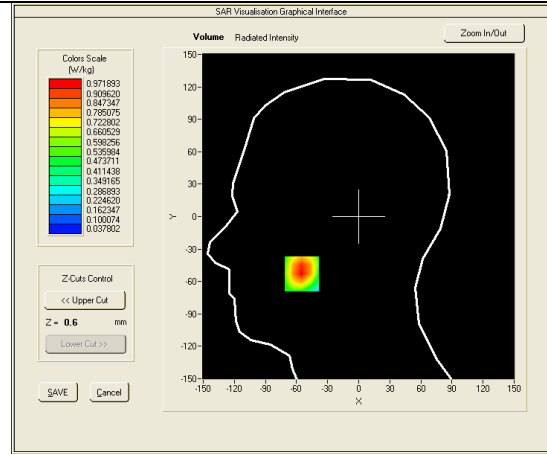 SAR Visualisation Graphical Interface
Volume Radiated Intensity
Zoom In/Out
Colors Scale
(W/kg)
0.971893
0.909620
0.847347
0.785075
0.722802
0.660529
0.598256
0.535984
0.473711
0.411438
0.349165
0.286893
0.224620
0.162347
0.100074
0.037802
Z-Cuts Control
<< Upper Cut
Z = 0.6 mm
Lower Cut >>
SAVE Cancel
150-
120-
90-
60-
30-
0-
-30-
-60-
-90-
-120-
-150-
Y
-150 -120 -90 -60 -30 0 30 60 90 120 150
X